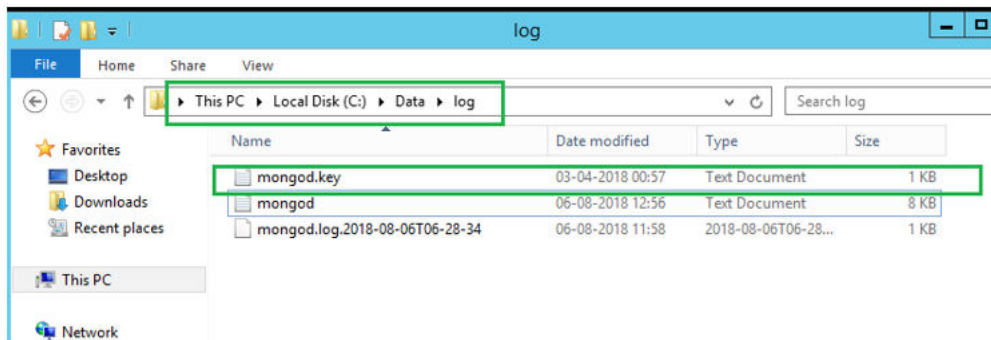 log
File Home Share View
This PC Local Disk (C:) Data log Search log
Name Date modified Type Size
Favorites
Desktop mongod.key 03-04-2018 00:57 Text Document 1 KB
Downloads mongod 06-08-2018 12:56 Text Document 8 KB
Recent places mongod.log.2018-08-06T06-28-34 06-08-2018 11:58 2018-08-06T06-28... 1 KB
This PC
Network